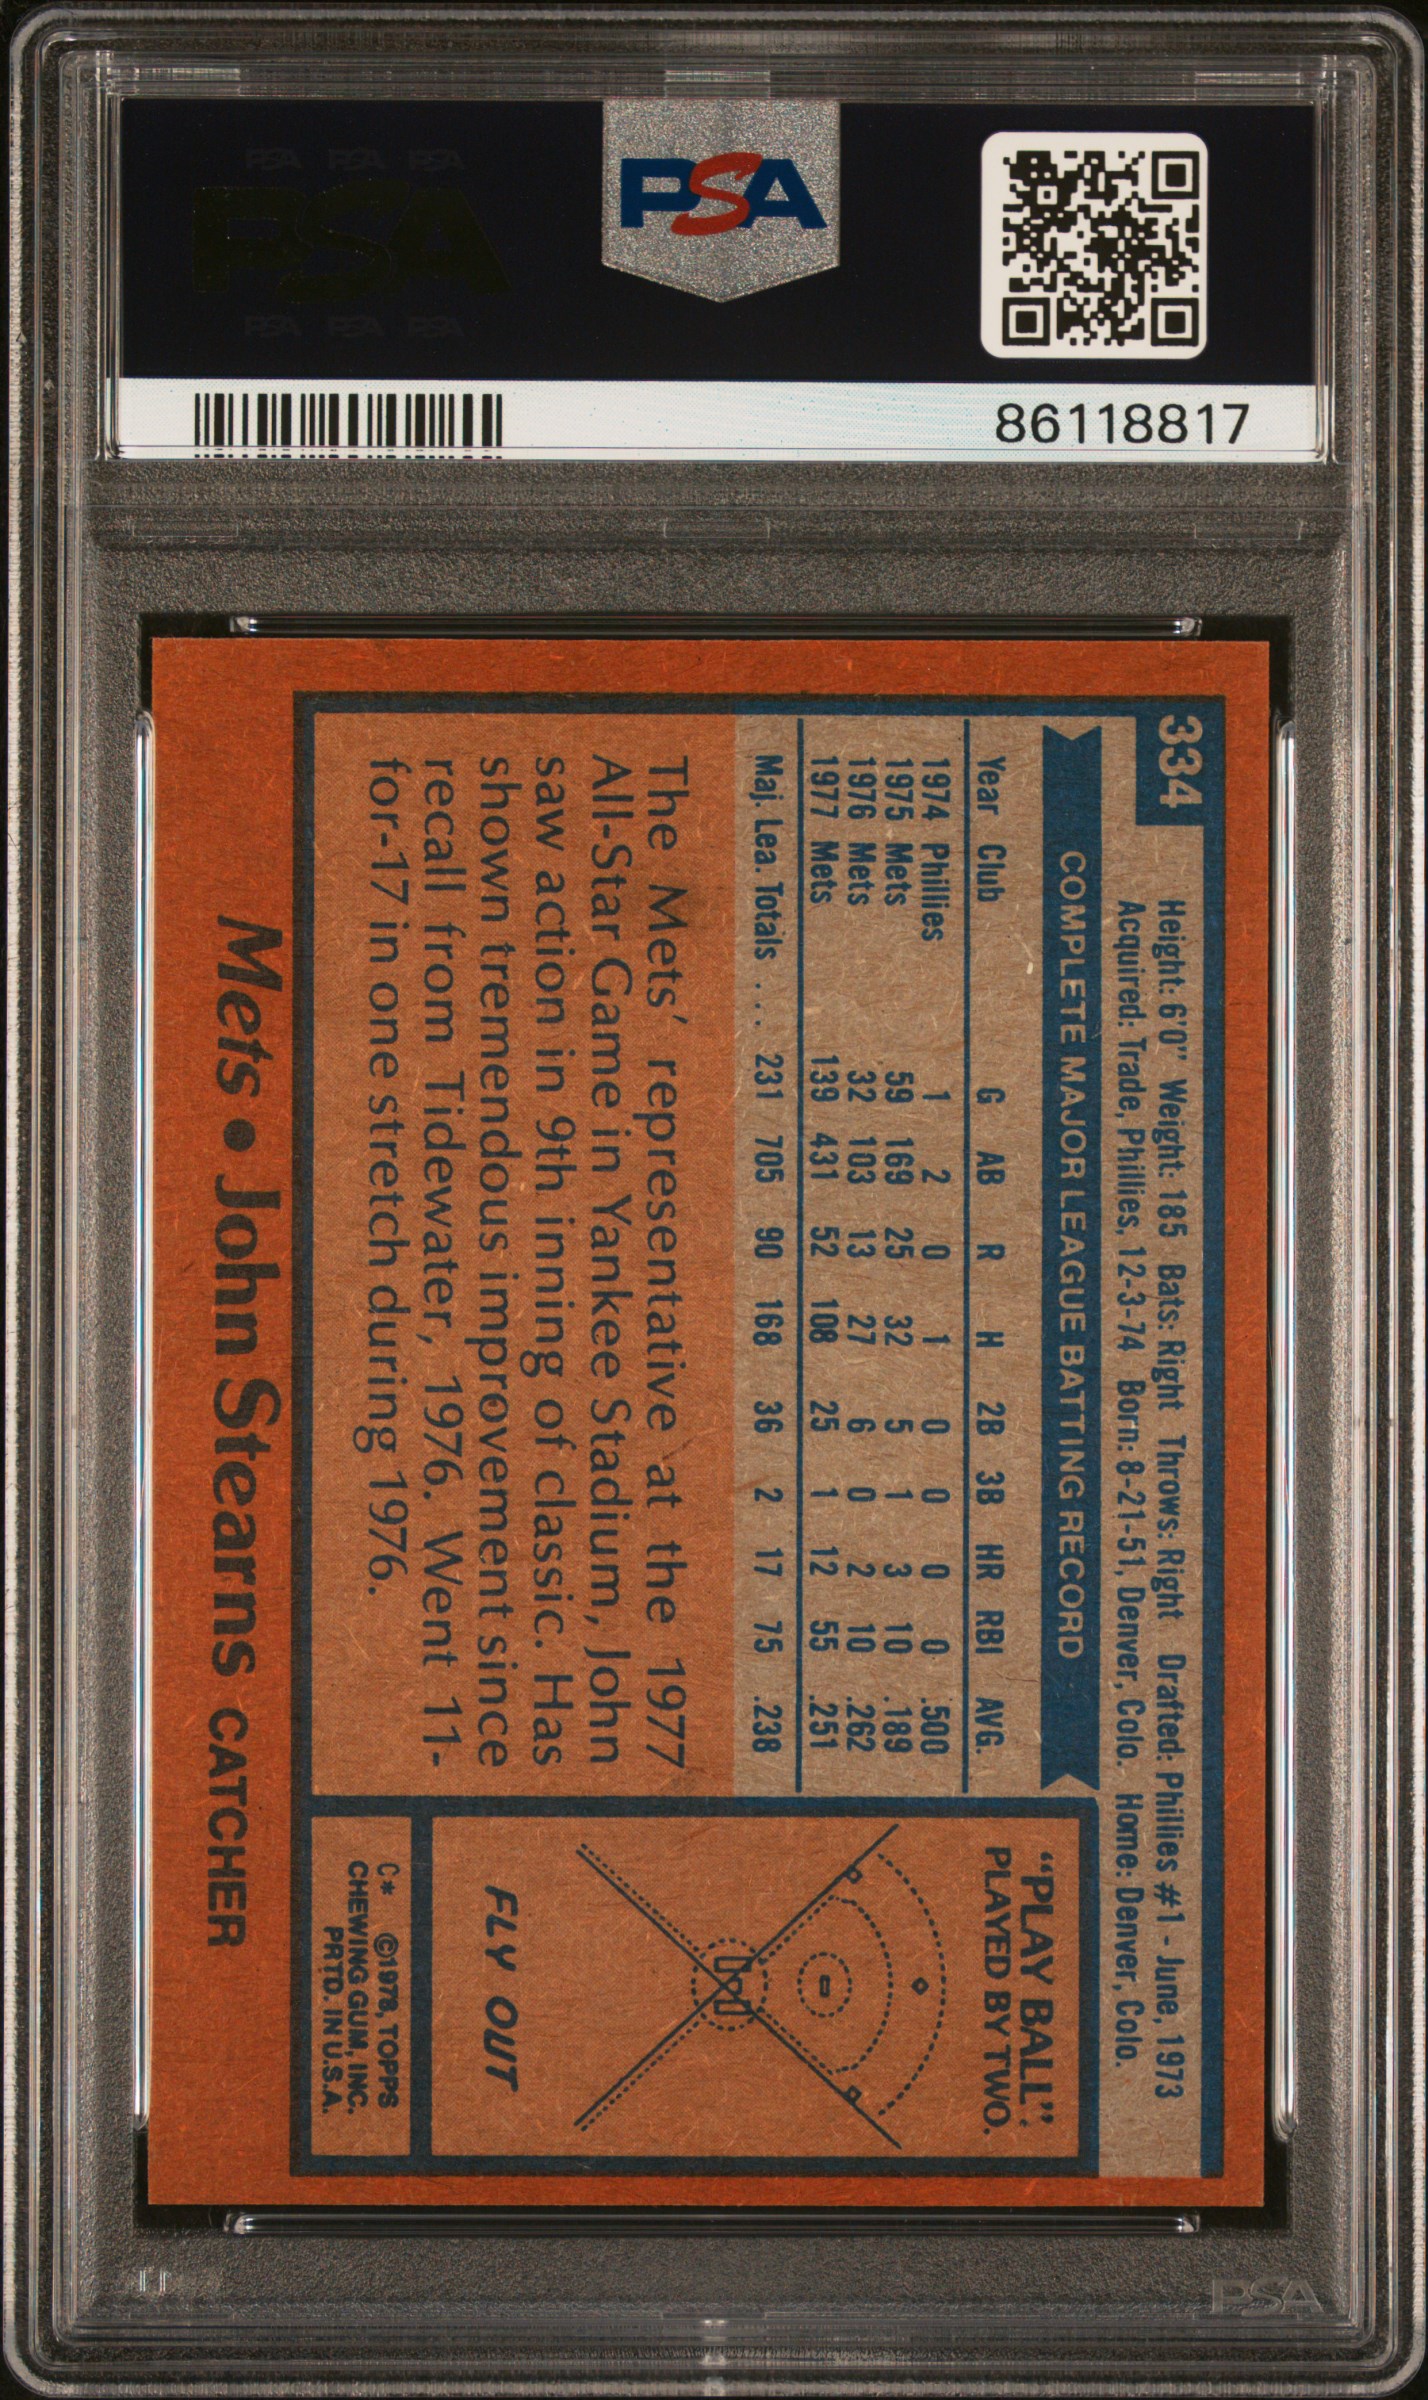 PSA PSA PSA
PSA
PSA PSA PSA
PSA
86118817
334
Height: 6'0" Weight: 185 Bats: Right Throws: Right Drafted: Phillies #1 - June, 1973
Acquired: Trade, Phillies, 12-3-74 Born: 8-21-51, Denver, Colo. Home: Denver, Colo.
COMPLETE MAJOR LEAGUE BATTING RECORD
Year Club G AB R H 2B 3B HR RBI AVG.
1974 Phillies 1 2 0 1 0 0 0 0 .500
1975 Mets 59 169 25 32 5 1 3 10 .189
1976 Mets 32 103 13 27 6 0 2 10 .262
1977 Mets 139 431 52 108 25 1 12 55 .251
Maj. Lea. Totals ... 231 705 90 168 36 2 17 75 .238
The Mets' representative at the 1977
All-Star Game in Yankee Stadium, John
saw action in 9th inning of classic. Has
shown tremendous improvement since
recall from Tidewater, 1976. Went 11-
for-17 in one stretch during 1976.
"PLAY BALL":
PLAYED BY TWO.
FLY OUT
C* ©1978, TOPPS
CHEWING GUM, INC.
PRTD. IN U.S.A.
Mets • John Stearns CATCHER
PSA